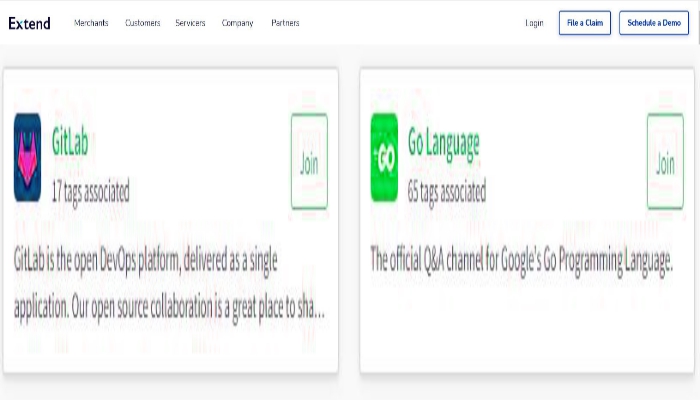 Extend Merchants Customers Servicers Company Partners Login File a Claim Schedule a Demo
GitLab
17 tags associated
Join
GitLab is the open DevOps platform, delivered as a single
application. Our open source collaboration is a great place to sha...
GO
Go Language
65 tags associated
Join
The official Q&A channel for Google's Go Programming Language.